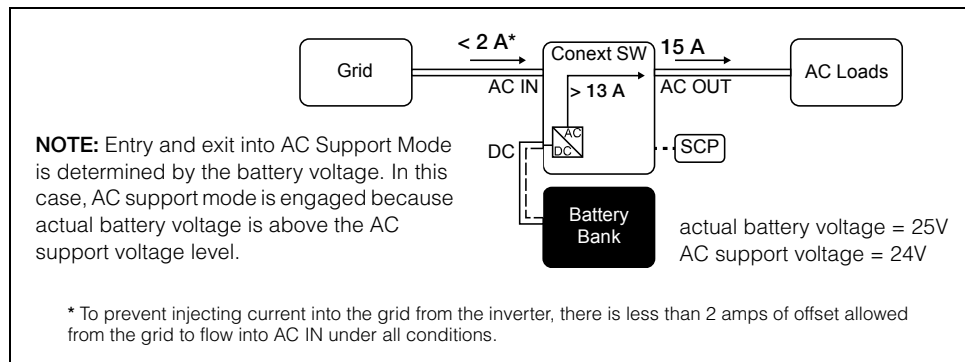 < 2 A*
Conext SW
15 A
Grid
AC Loads
AC IN
> 13 A
AC OUT
NOTE: Entry and exit into AC Support Mode
is determined by the battery voltage. In this
case, AC support mode is engaged because
actual battery voltage is above the AC
support voltage level.
DC
AC
DC
SCP
Battery
Bank
actual battery voltage = 25V
AC support voltage = 24V
* To prevent injecting current into the grid from the inverter, there is less than 2 amps of offset allowed
from the grid to flow into AC IN under all conditions.